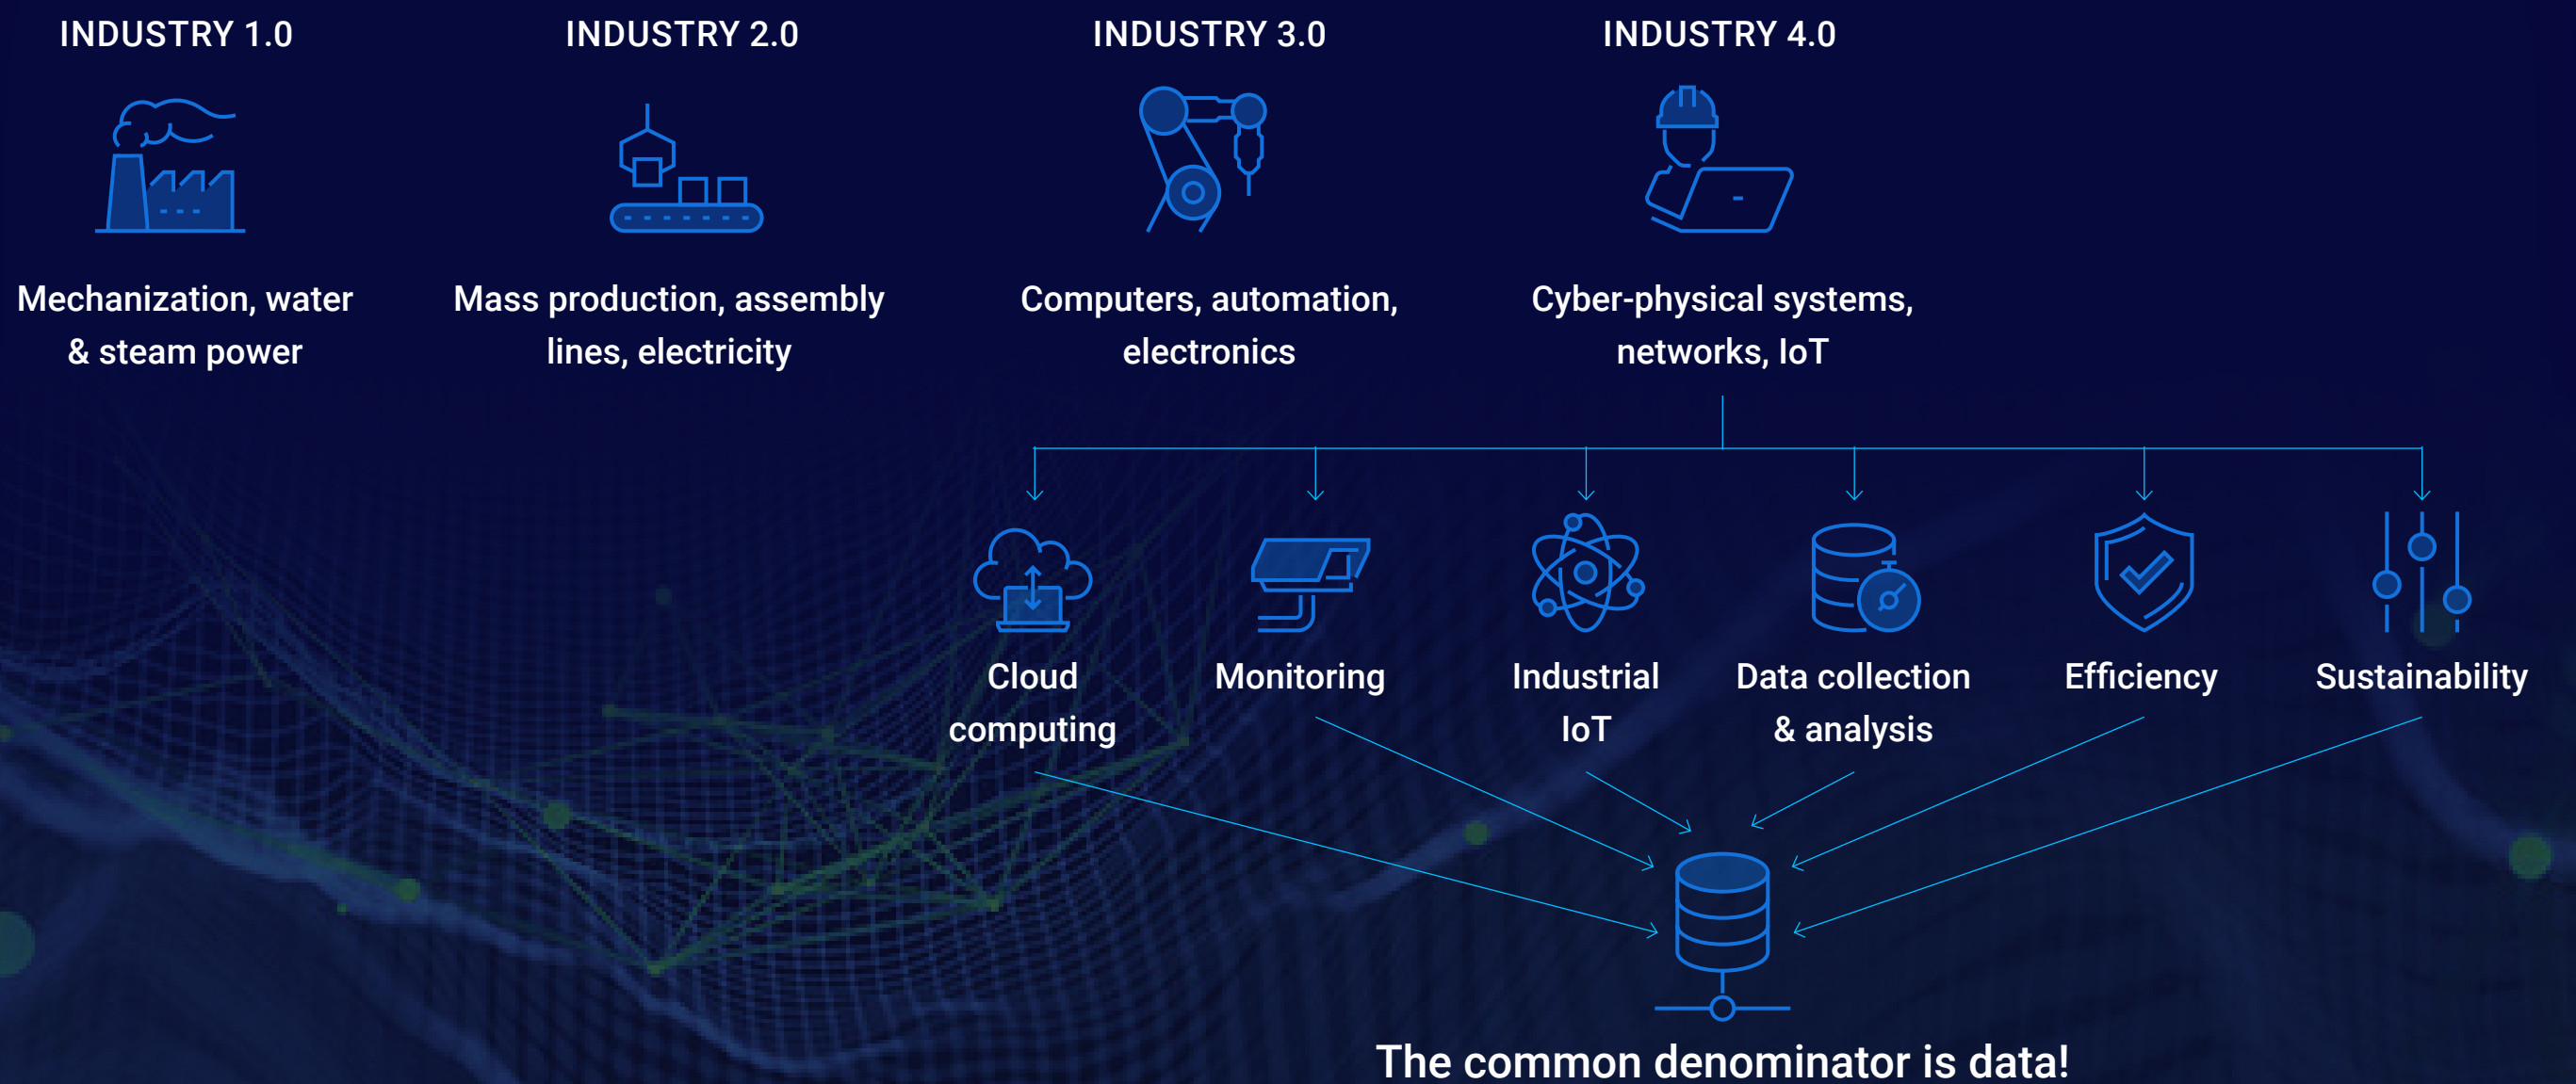 INDUSTRY 1.0
INDUSTRY 2.0
INDUSTRY 3.0
INDUSTRY 4.0
Mechanization, water
& steam power
Mass production, assembly
lines, electricity
Computers, automation,
electronics
Cyber-physical systems,
networks, IoT
Cloud
computing
Monitoring
Industrial
IoT
Data collection
& analysis
Efficiency
Sustainability
The common denominator is data!